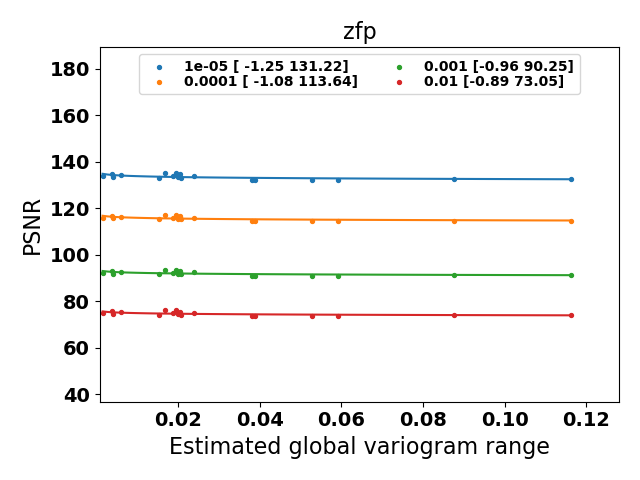 zfp
1e-05 [ -1.25 131.22]
0.0001 [ -1.08 113.64]
0.001 [-0.96 90.25]
0.01 [-0.89 73.05]
PSNR
180
160
140
120
100
80
60
40
0.02 0.04 0.06 0.08 0.10 0.12
Estimated global variogram range